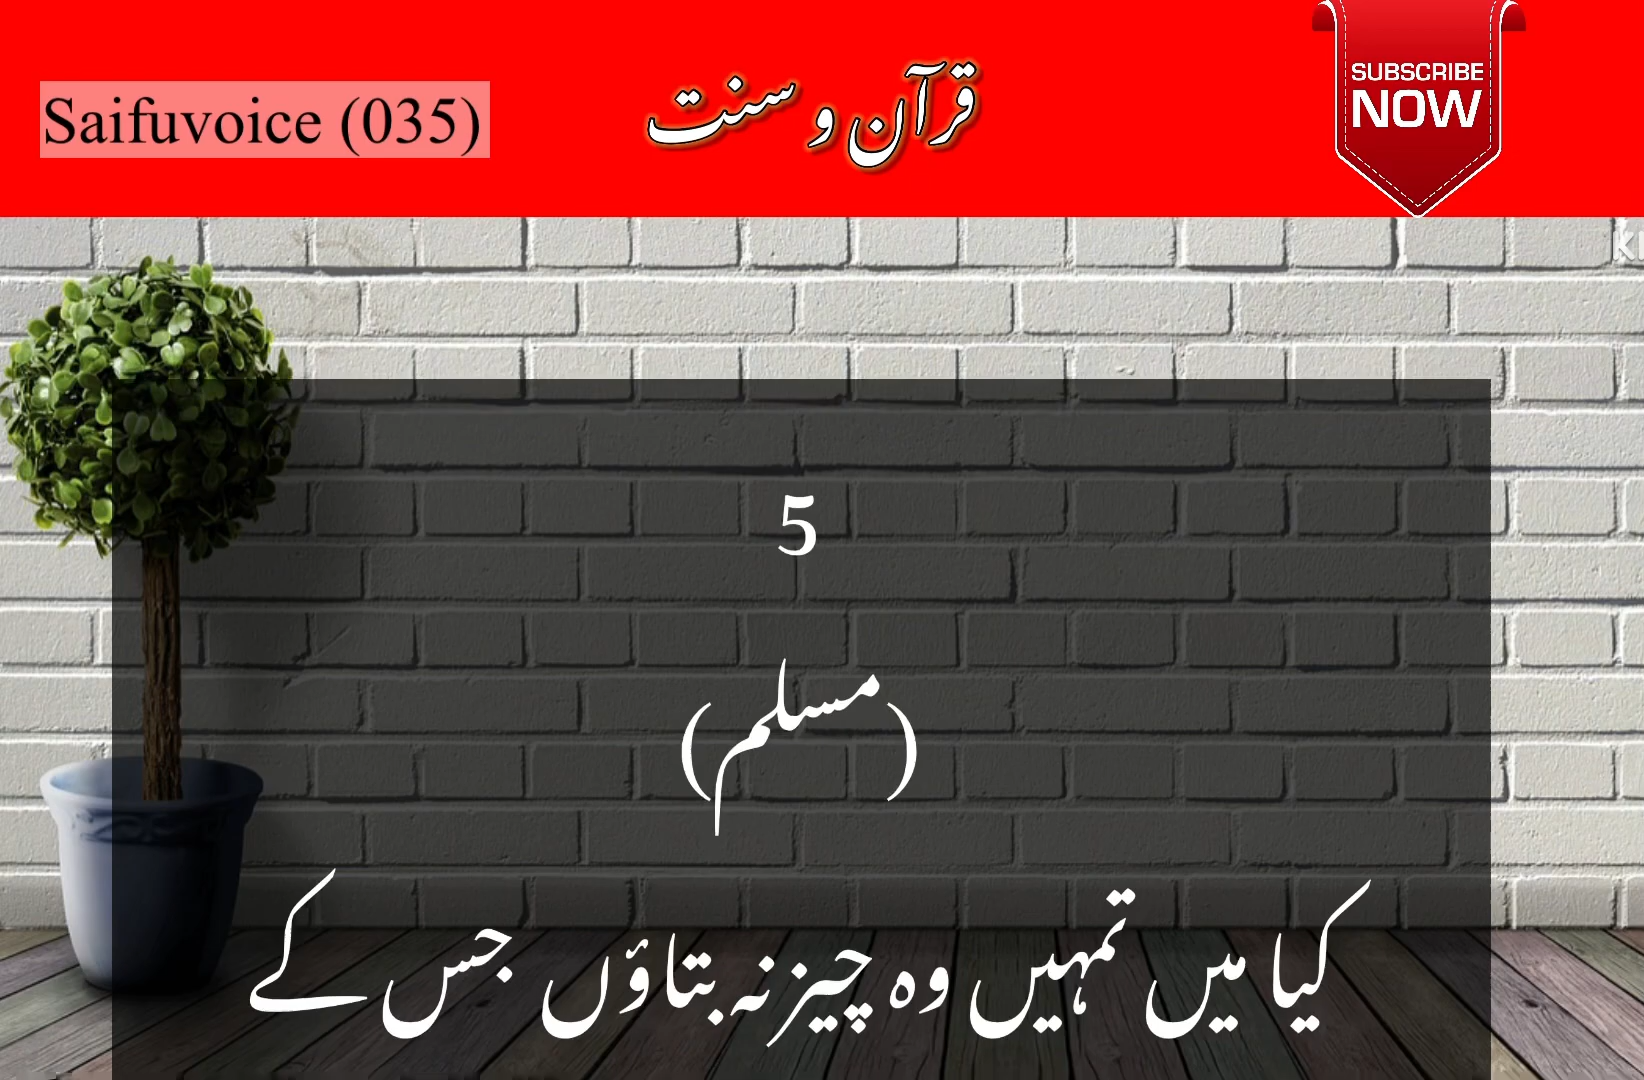 Saifuvoice (035)
قرآن و سنت
SUBSCRIBE
NOW
5
(مسلم)
کیا میں تمہیں وہ چیز نہ بتاؤں جس کے